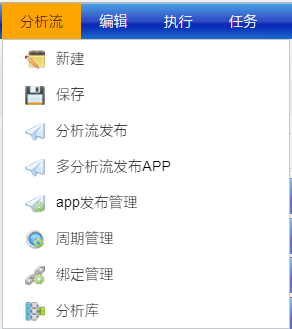 分析流 编辑 执行 任务
新建
保存
分析流发布
多分析流发布APP
app发布管理
周期管理
绑定管理
分析库